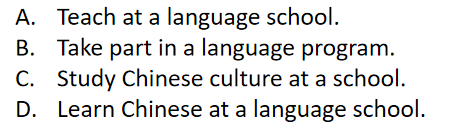 A. Teach at a language school.
B. Take part in a language program.
C. Study Chinese culture at a school.
D. Learn Chinese at a language school.